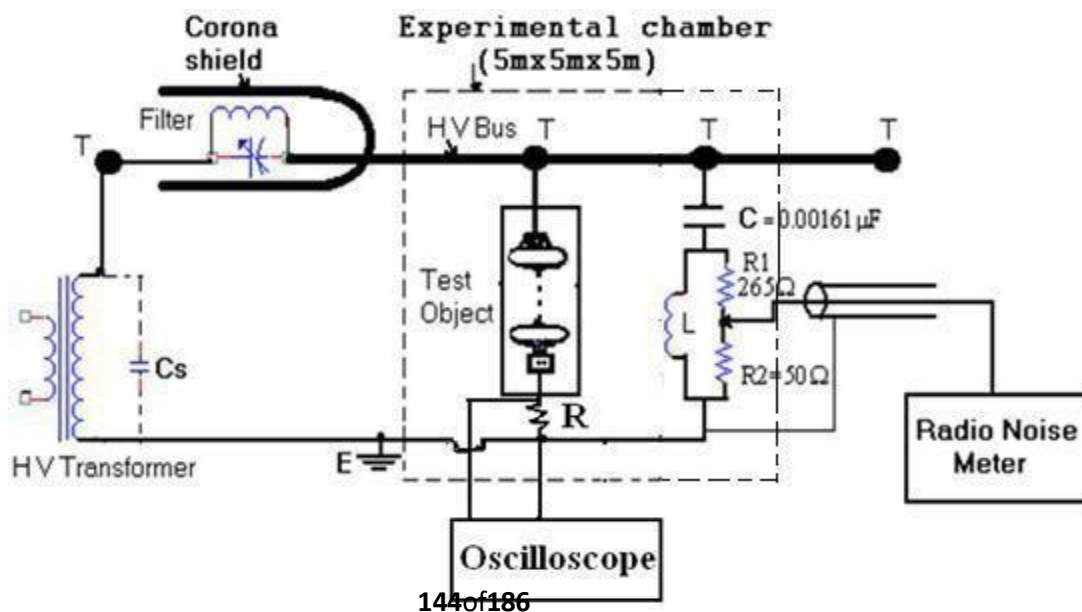 Corona
shield
Experimental chamber
(5mx5mx5m)
Filter
T
H V Bus
T
T
T
C = 0.00161 µF
R1
265Ω
Test
Object
L
Cs
R2=50 Ω
R
Radio Noise
Meter
E
H V Transformer
Oscilloscope
144of186